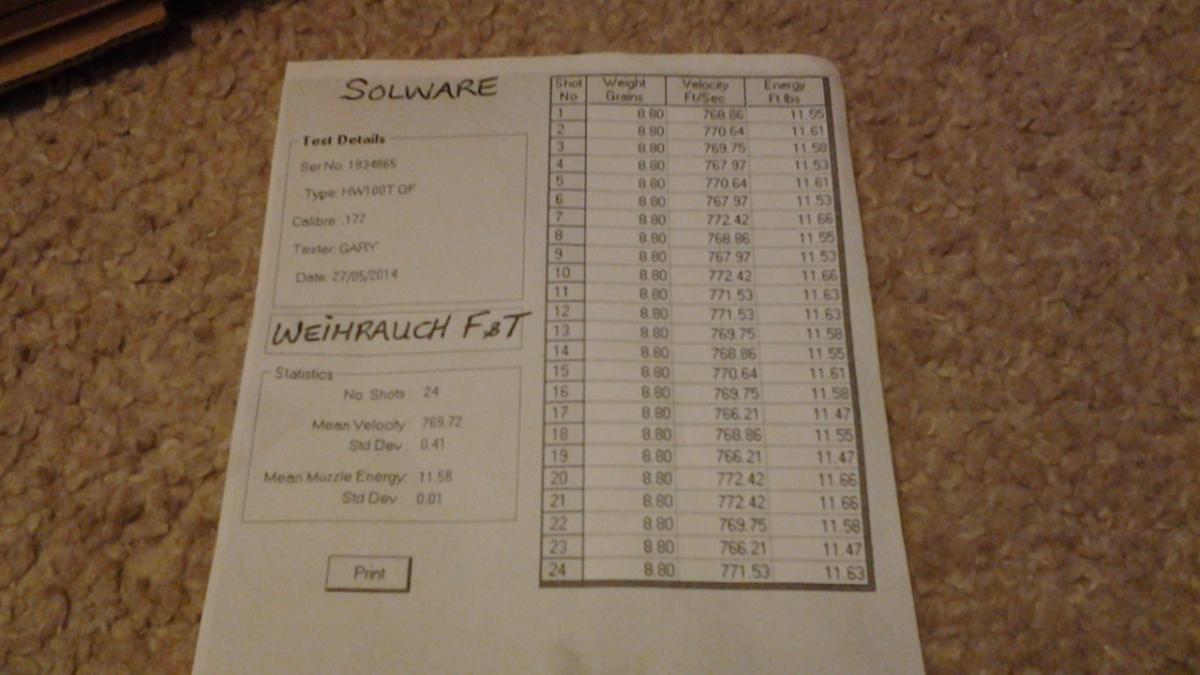 SOLWARE
Test Details
Ser No: 1934865
Type: HW100T QF
Calibre: .177
Tester: GARY
Date: 27/05/2014
WEIHRAUCH F&T
Statistics
No. Shots: 24
Mean Velocity: 769.72
Std Dev: 0.41
Mean Muzzle Energy: 11.58
Std Dev: 0.01
Print
Shot No Weight Grains Velocity Ft/Sec Energy Ft lbs
1 8.80 768.86 11.55
2 8.80 770.64 11.61
3 8.80 769.75 11.58
4 8.80 767.97 11.53
5 8.80 770.64 11.61
6 8.80 767.97 11.53
7 8.80 772.42 11.66
8 8.80 768.86 11.55
9 8.80 767.97 11.53
10 8.80 772.42 11.66
11 8.80 771.53 11.63
12 8.80 771.53 11.63
13 8.80 769.75 11.58
14 8.80 768.86 11.55
15 8.80 770.64 11.61
16 8.80 769.75 11.58
17 8.80 766.21 11.47
18 8.80 768.86 11.55
19 8.80 766.21 11.47
20 8.80 772.42 11.66
21 8.80 772.42 11.66
22 8.80 769.75 11.58
23 8.80 766.21 11.47
24 8.80 771.53 11.63